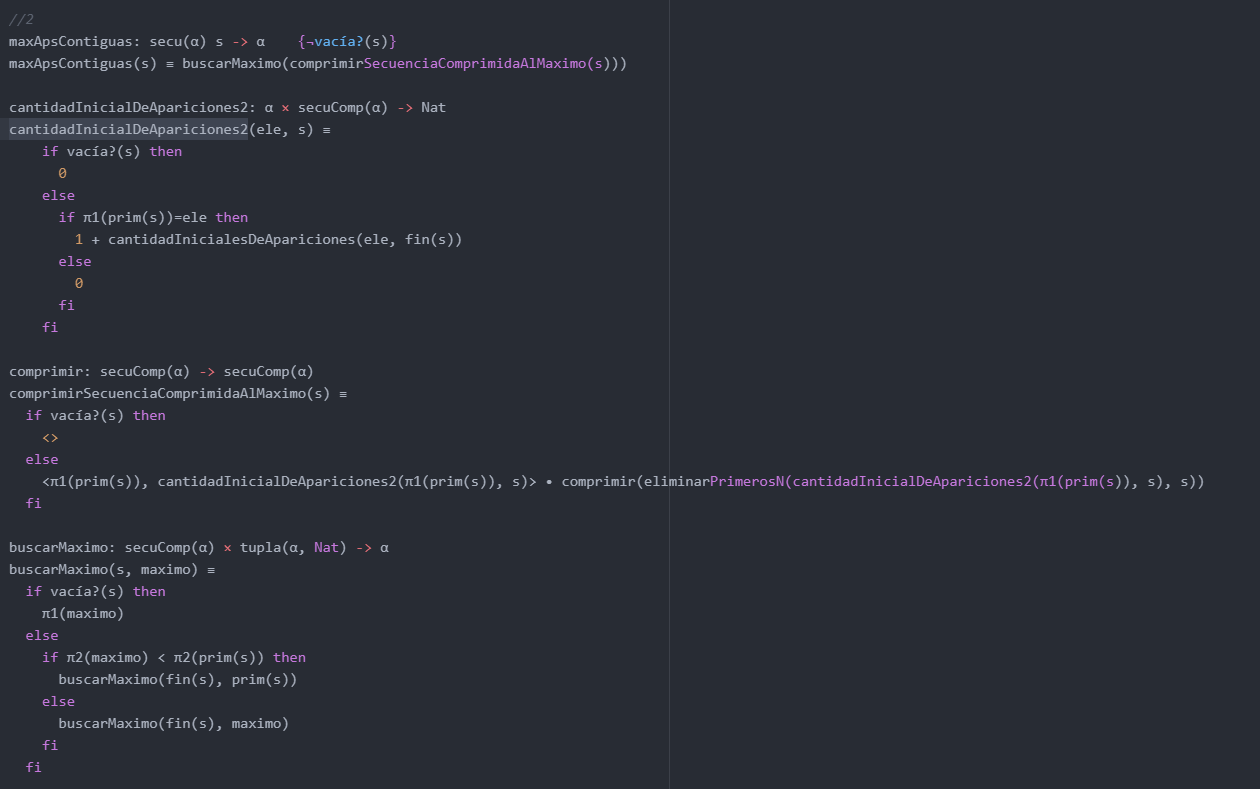 //2
maxApsContiguas: secu(α) s -> α    {¬vacía?(s)}
maxApsContiguas(s) ≡ buscarMaximo(comprimirSecuenciaComprimidaAlMaximo(s)))

cantidadInicialDeApariciones2: α × secuComp(α) -> Nat
cantidadInicialDeApariciones2(ele, s) ≡
    if vacía?(s) then
      0
    else
      if π1(prim(s))=ele then
        1 + cantidadInicialesDeApariciones(ele, fin(s))
      else
        0
      fi
    fi

comprimir: secuComp(α) -> secuComp(α)
comprimirSecuenciaComprimidaAlMaximo(s) ≡
  if vacía?(s) then
    <>
  else
    <π1(prim(s)), cantidadInicialDeApariciones2(π1(prim(s)), s)> • comprimir(eliminarPrimerosN(cantidadInicialDeApariciones2(π1(prim(s)), s), s))
  fi

buscarMaximo: secuComp(α) × tupla(α, Nat) -> α
buscarMaximo(s, maximo) ≡
  if vacía?(s) then
    π1(maximo)
  else
    if π2(maximo) < π2(prim(s)) then
      buscarMaximo(fin(s), prim(s))
    else
      buscarMaximo(fin(s), maximo)
    fi
  fi